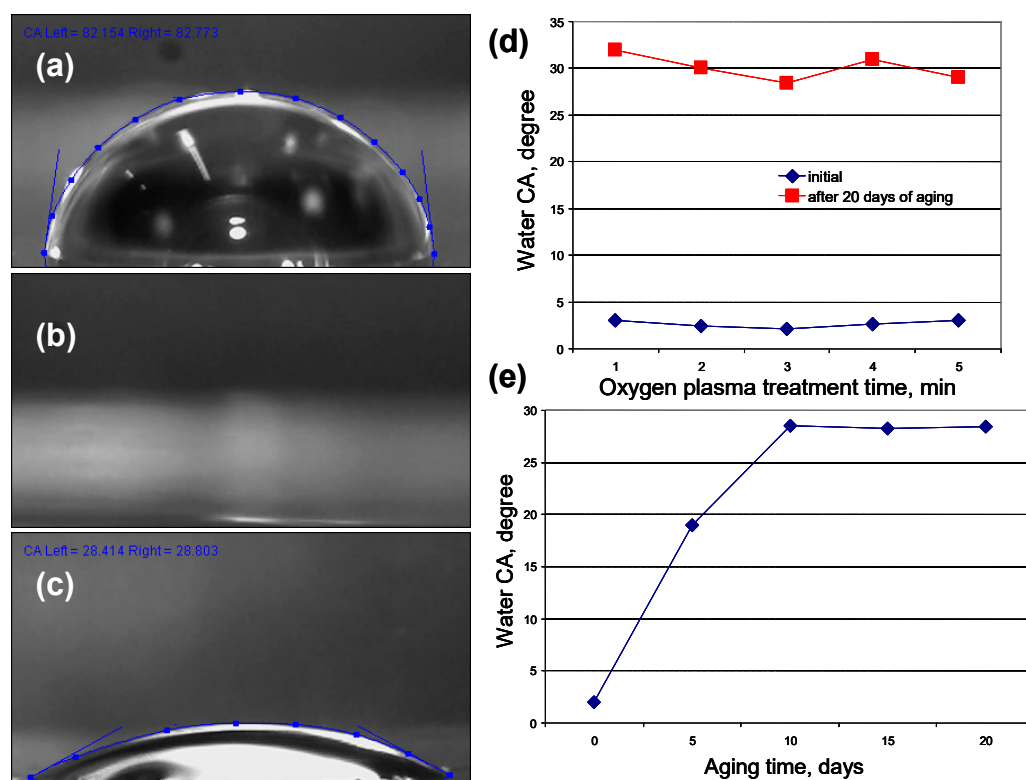 CA Left = 82.154 Right = 82.773
(a)
(b)
CA Left = 28.414 Right = 28.803
(c)
(d)
35
30
25
20
15
10
5
0
Water CA, degree
initial
after 20 days of aging
1 2 3 4 5
Oxygen plasma treatment time, min
(e)
30
25
20
15
10
5
0
Water CA, degree
0 5 10 15 20
Aging time, days